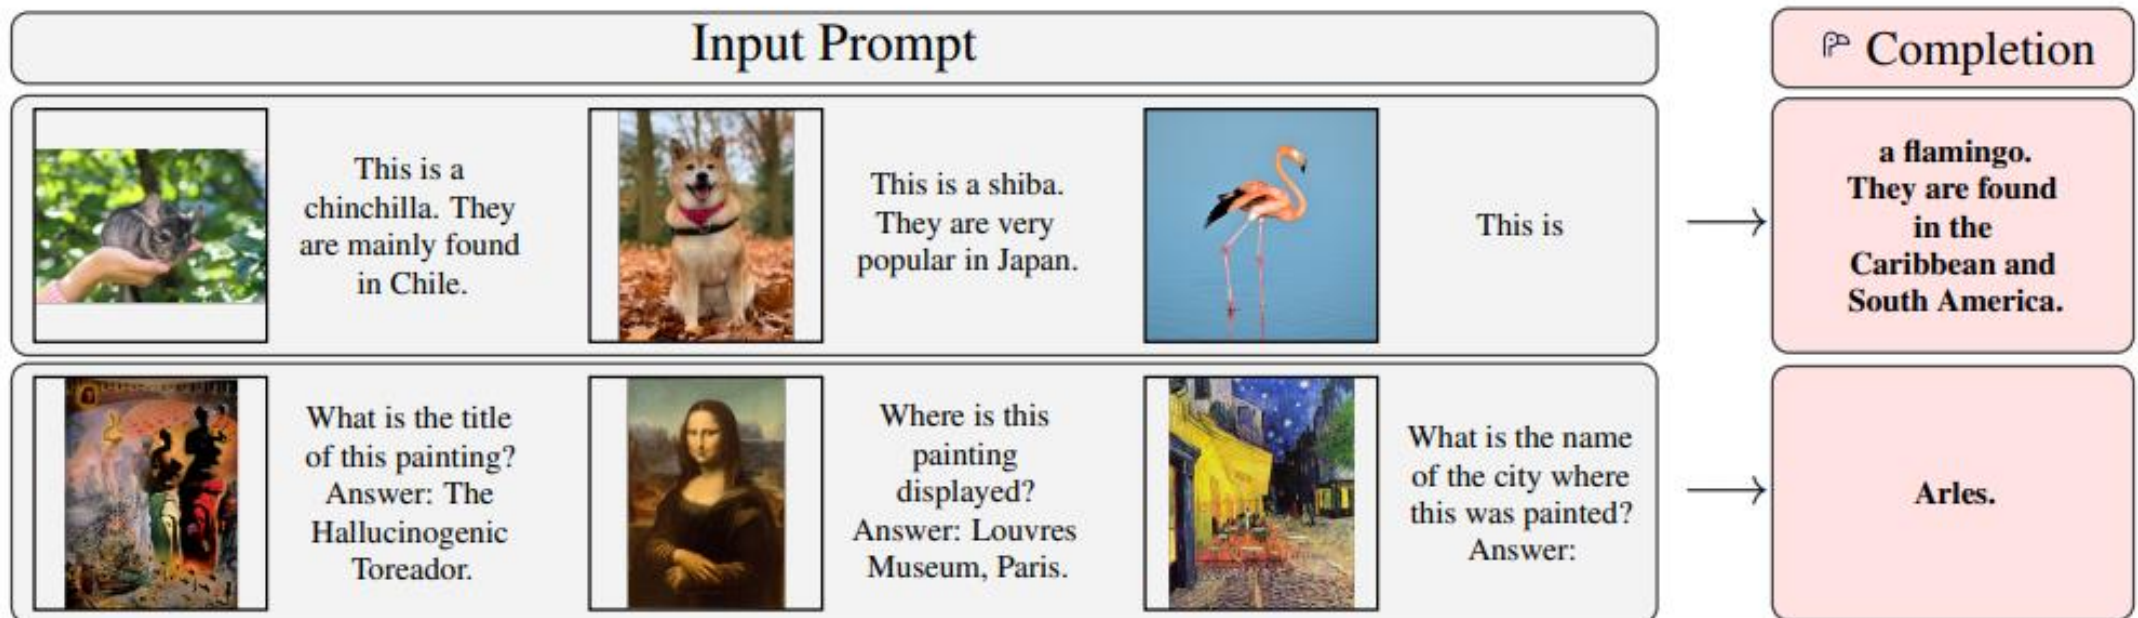 Input Prompt
Completion
This is a
chinchilla. They
are mainly found
in Chile.
This is a shiba.
They are very
popular in Japan.
This is
a flamingo.
They are found
in the
Caribbean and
South America.
What is the title
of this painting?
Answer: The
Hallucinogenic
Toreador.
Where is this
painting
displayed?
Answer: Louvres
Museum, Paris.
What is the name
of the city where
this was painted?
Answer:
Arles.